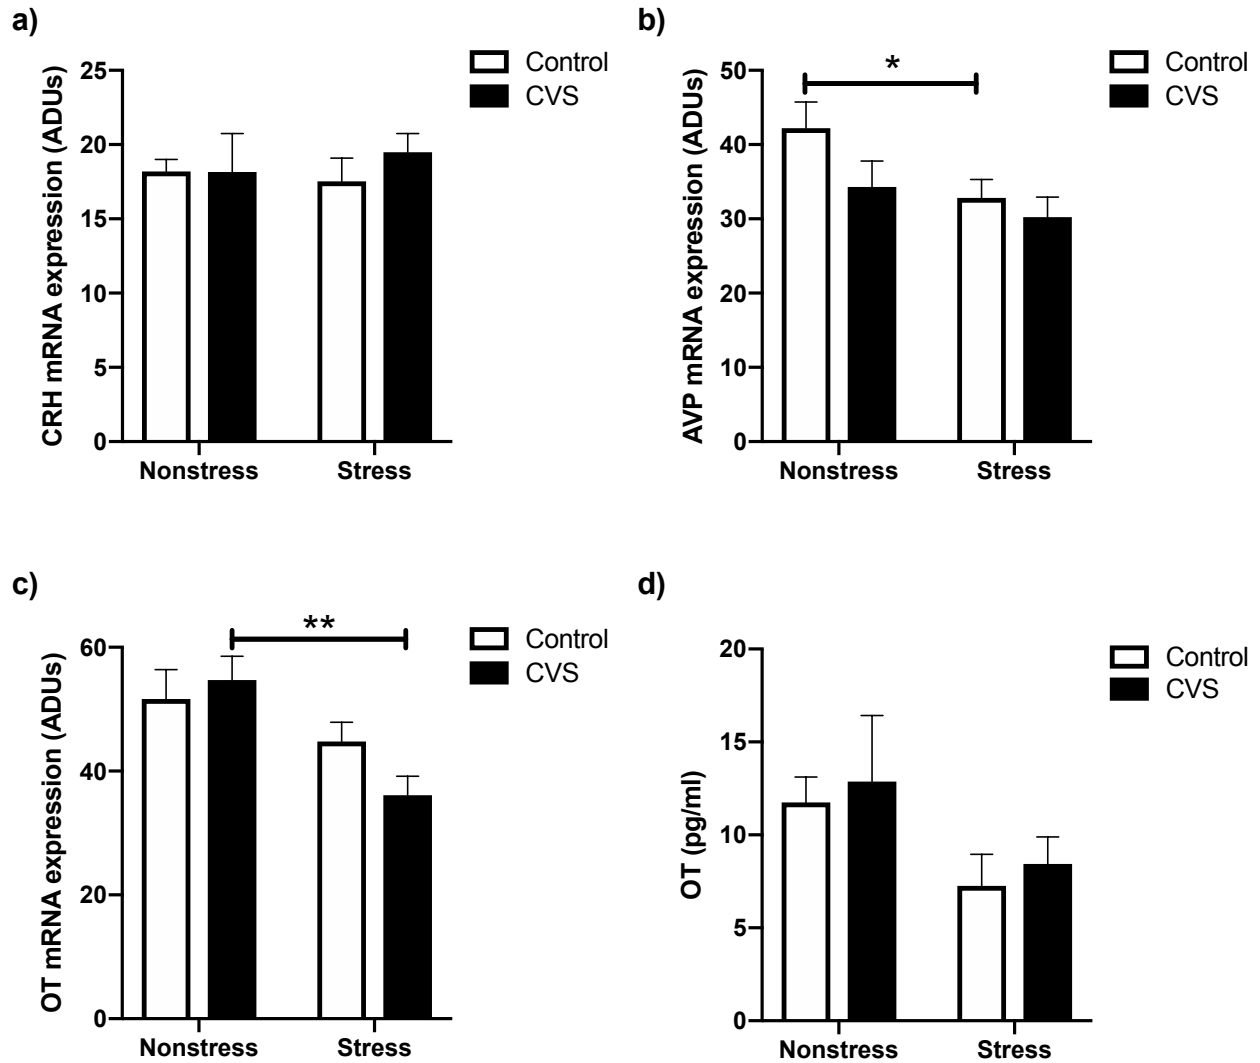 a)
CRH mRNA expression (ADUs)
25
20
15
10
5
0
Nonstress
Stress
Control
CVS
b)
AVP mRNA expression (ADUs)
50
40
30
20
10
0
*
Nonstress
Stress
Control
CVS
c)
OT mRNA expression (ADUs)
60
40
20
0
**
Nonstress
Stress
Control
CVS
d)
OT (pg/ml)
20
15
10
5
0
Nonstress
Stress
Control
CVS